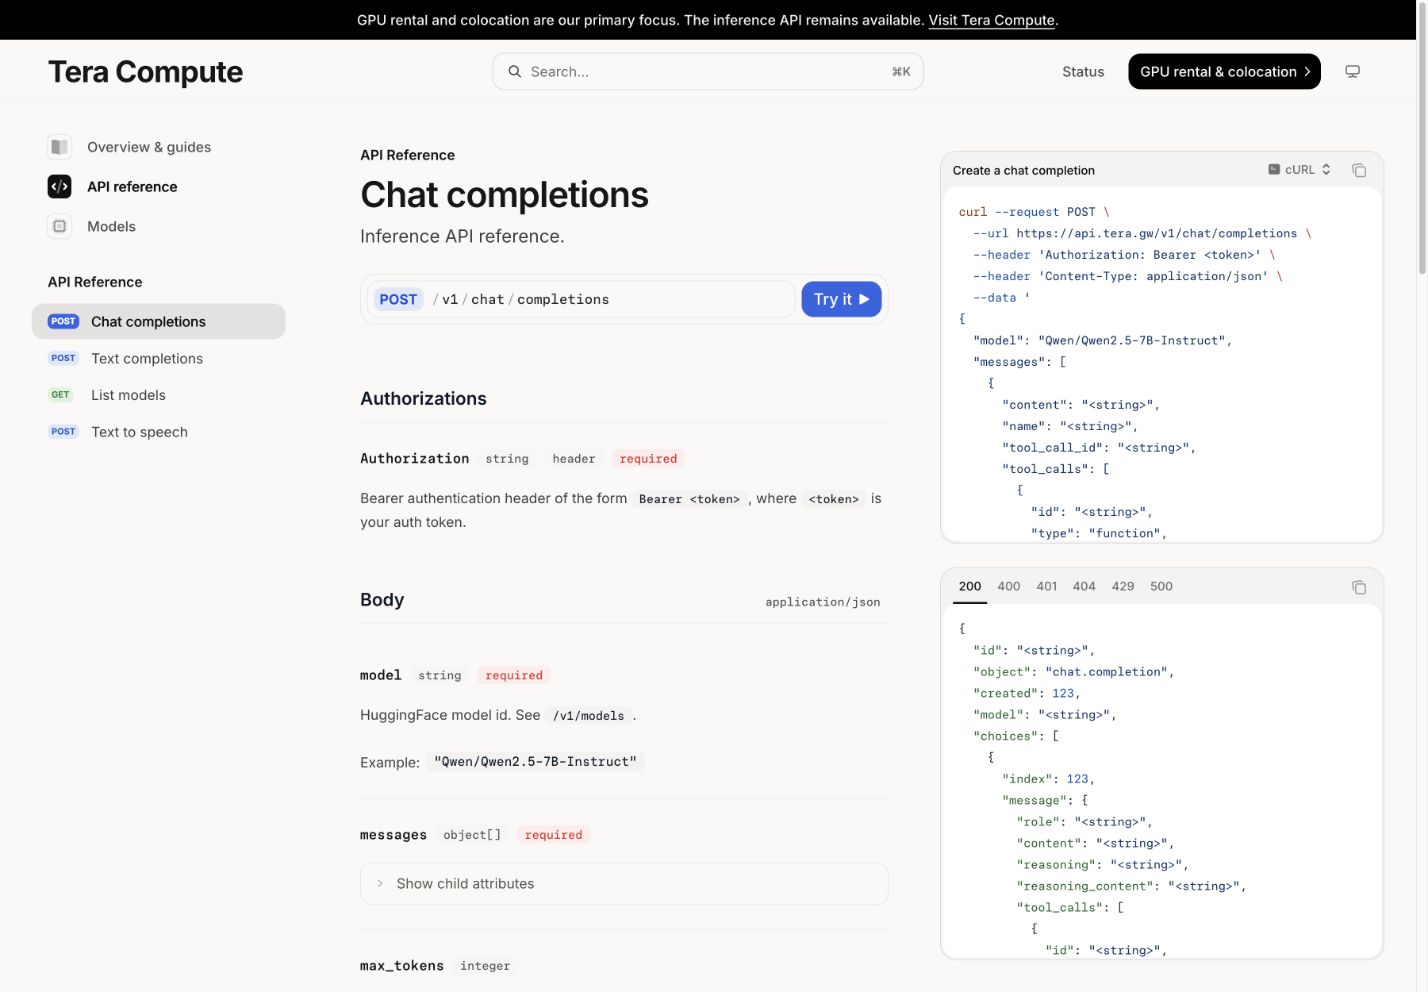 GPU rental and colocation are our primary focus. The inference API remains available. Visit Tera Compute.
Tera Compute
Search...
⌘K
Status
GPU rental & colocation
Overview & guides
API reference
Models
API Reference
POST Chat completions
POST Text completions
GET List models
POST Text to speech
API Reference
Chat completions
Inference API reference.
POST /v1/chat/completions
Try it
Authorizations
Authorization string header required
Bearer authentication header of the form Bearer <token>, where <token> is
your auth token.
Body application/json
model string required
HuggingFace model id. See /v1/models.
Example: "Qwen/Qwen2.5-7B-Instruct"
messages object[] required
Show child attributes
max_tokens integer
Create a chat completion
cURL
curl --request POST \
--url https://api.tera.gw/v1/chat/completions \
--header 'Authorization: Bearer <token>' \
--header 'Content-Type: application/json' \
--data '
{
"model": "Qwen/Qwen2.5-7B-Instruct",
"messages": [
{
"content": "<string>",
"name": "<string>",
"tool_call_id": "<string>",
"tool_calls": [
{
"id": "<string>",
"type": "function",
200 400 401 404 429 500
{
"id": "<string>",
"object": "chat.completion",
"created": 123,
"model": "<string>",
"choices": [
{
"index": 123,
"message": {
"role": "<string>",
"content": "<string>",
"reasoning": "<string>",
"reasoning_content": "<string>",
"tool_calls": [
{
"id": "<string>",